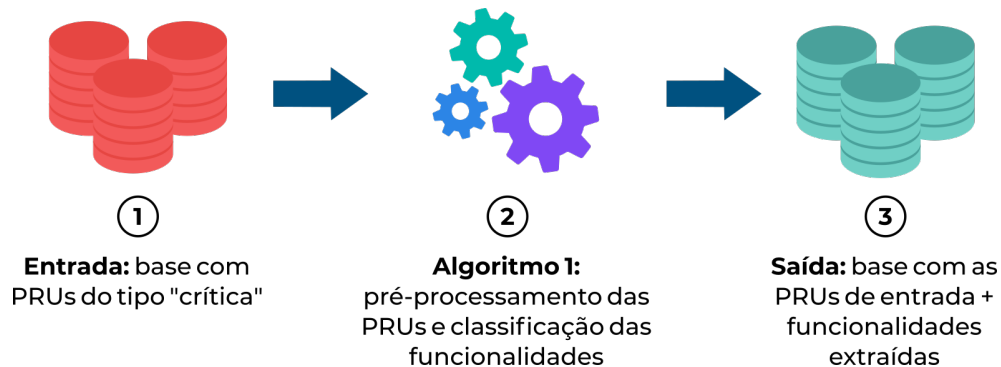 1
Entrada: base com
PRUs do tipo "crítica"
2
Algoritmo 1:
pré-processamento das
PRUs e classificação das
funcionalidades
3
Saída: base com as
PRUs de entrada +
funcionalidades
extraídas